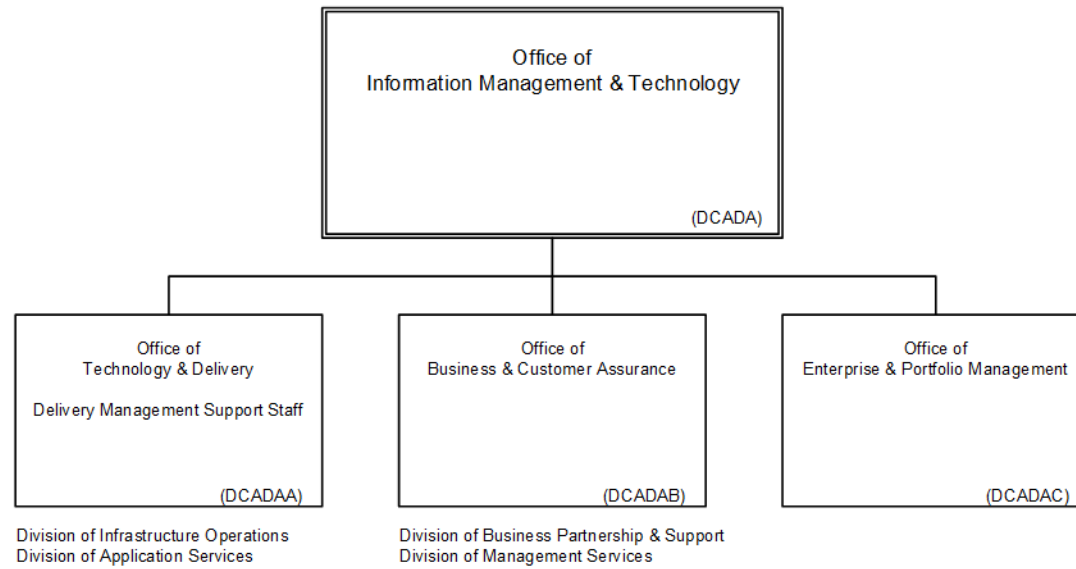 Office of
Information Management & Technology
(DCADA)
Office of
Technology & Delivery
Delivery Management Support Staff
(DCADAA)
Office of
Business & Customer Assurance
(DCADAB)
Office of
Enterprise & Portfolio Management
(DCADAC)
Division of Infrastructure Operations
Division of Application Services
Division of Business Partnership & Support
Division of Management Services